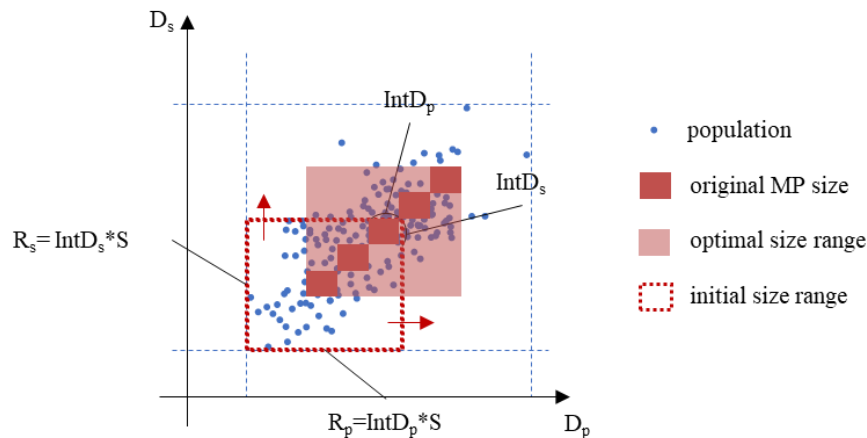 Dₛ
IntDₚ
population
original MP size
IntDₛ
Rₛ= IntDₛ*S
optimal size range
initial size range
Rₚ=IntDₚ*S
Dₚ